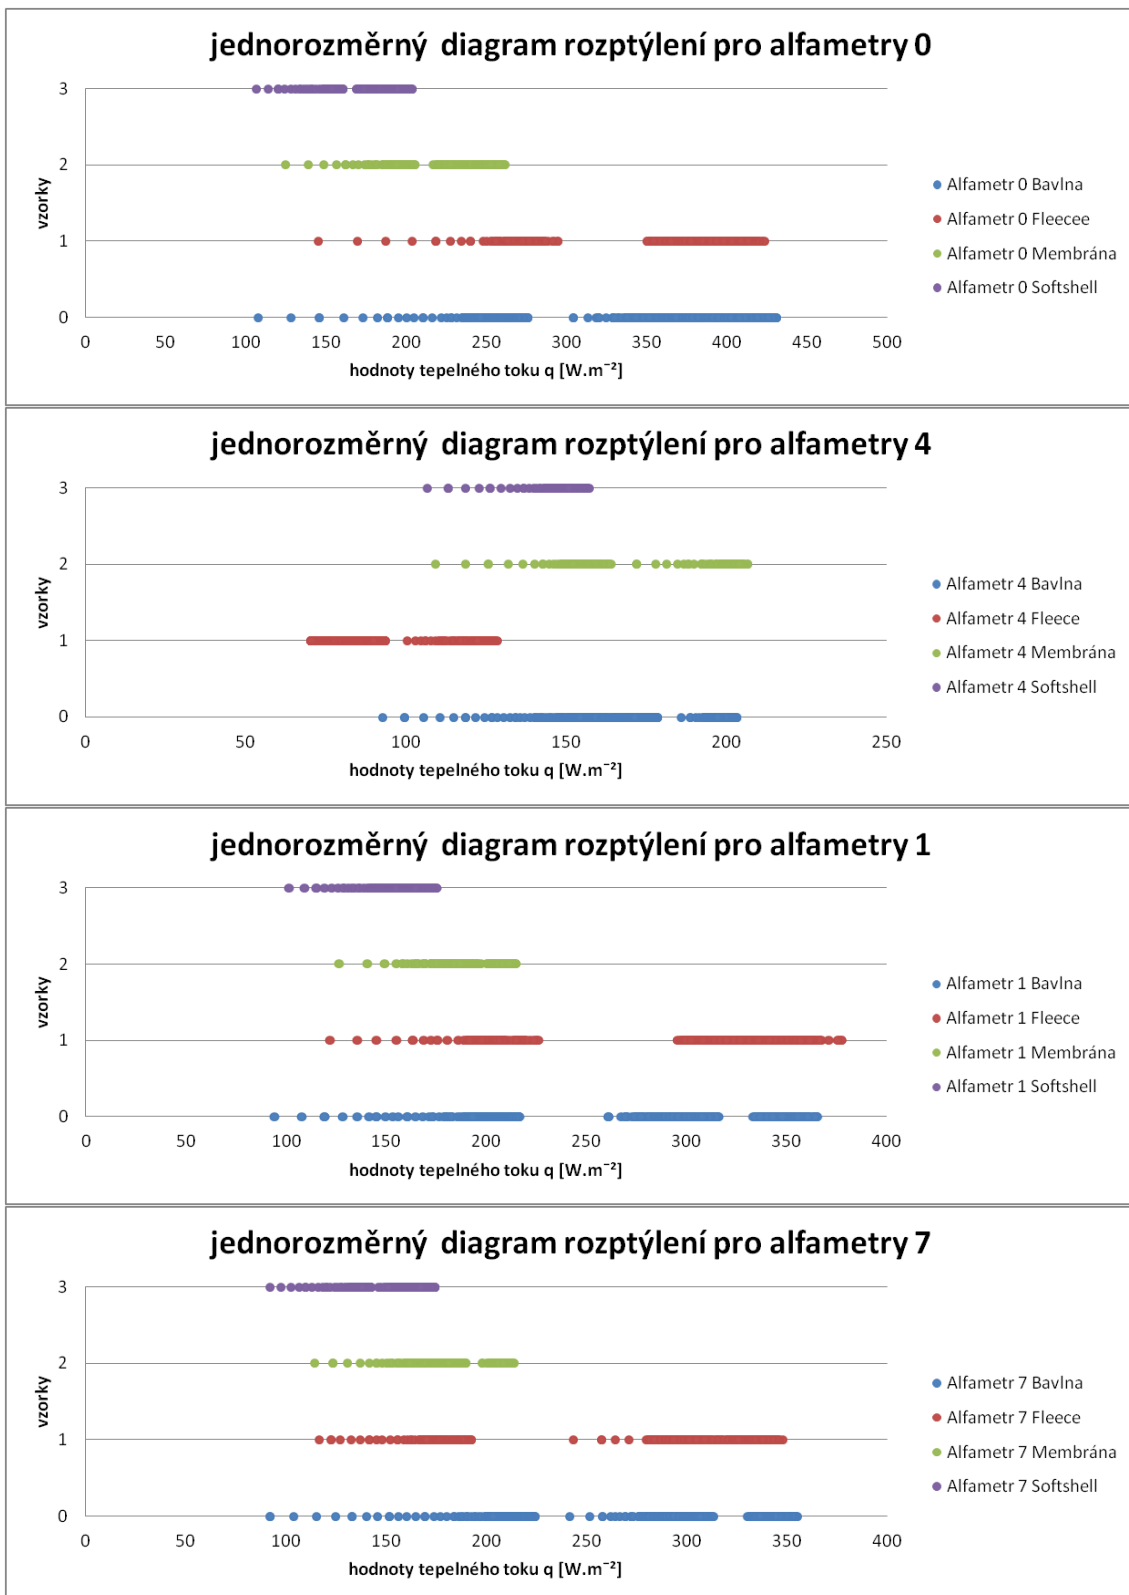 jednorozměrný diagram rozptýlení pro alfametry 0
3
2
1
0
vzorky
0 50 100 150 200 250 300 350 400 450 500
hodnoty tepelného toku q [W.m⁻²]
Alfametr 0 Bavlna
Alfametr 0 Fleecee
Alfametr 0 Membrána
Alfametr 0 Softshell
jednorozměrný diagram rozptýlení pro alfametry 4
3
2
1
0
vzorky
0 50 100 150 200 250
hodnoty tepelného toku q [W.m⁻²]
Alfametr 4 Bavlna
Alfametr 4 Fleece
Alfametr 4 Membrána
Alfametr 4 Softshell
jednorozměrný diagram rozptýlení pro alfametry 1
3
2
1
0
vzorky
0 50 100 150 200 250 300 350 400
hodnoty tepelného toku q [W.m⁻²]
Alfametr 1 Bavlna
Alfametr 1 Fleece
Alfametr 1 Membrána
Alfametr 1 Softshell
jednorozměrný diagram rozptýlení pro alfametry 7
3
2
1
0
vzorky
0 50 100 150 200 250 300 350 400
hodnoty tepelného toku q [W.m⁻²]
Alfametr 7 Bavlna
Alfametr 7 Fleece
Alfametr 7 Membrána
Alfametr 7 Softshell